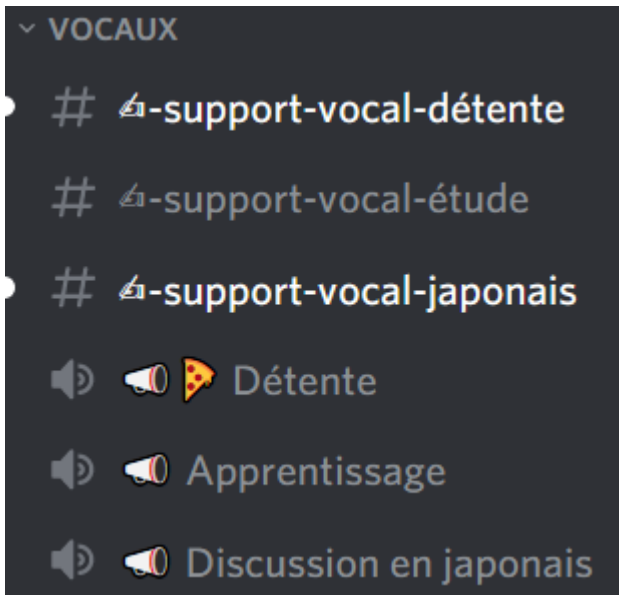 VOCAUX
# ✍-support-vocal-détente
# ✍-support-vocal-étude
# ✍-support-vocal-japonais
📢🍕 Détente
📢 Apprentissage
📢 Discussion en japonais